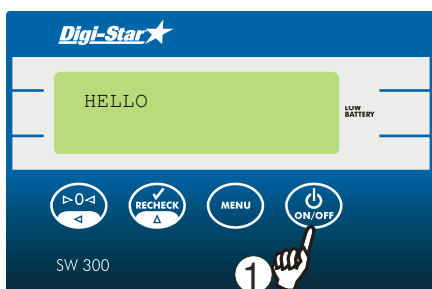 Digi-Star
HELLO
LOW
BATTERY
▷0◁
RECHECK
MENU
ON/OFF
SW 300
1